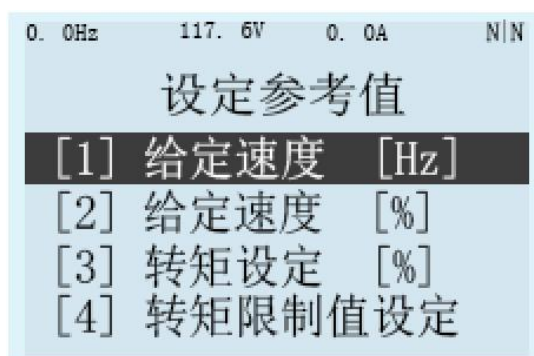 0. 0Hz 117. 6V 0. 0A N|N
设定参考值
[1] 给定速度 [Hz]
[2] 给定速度 [%]
[3] 转矩设定 [%]
[4] 转矩限制值设定